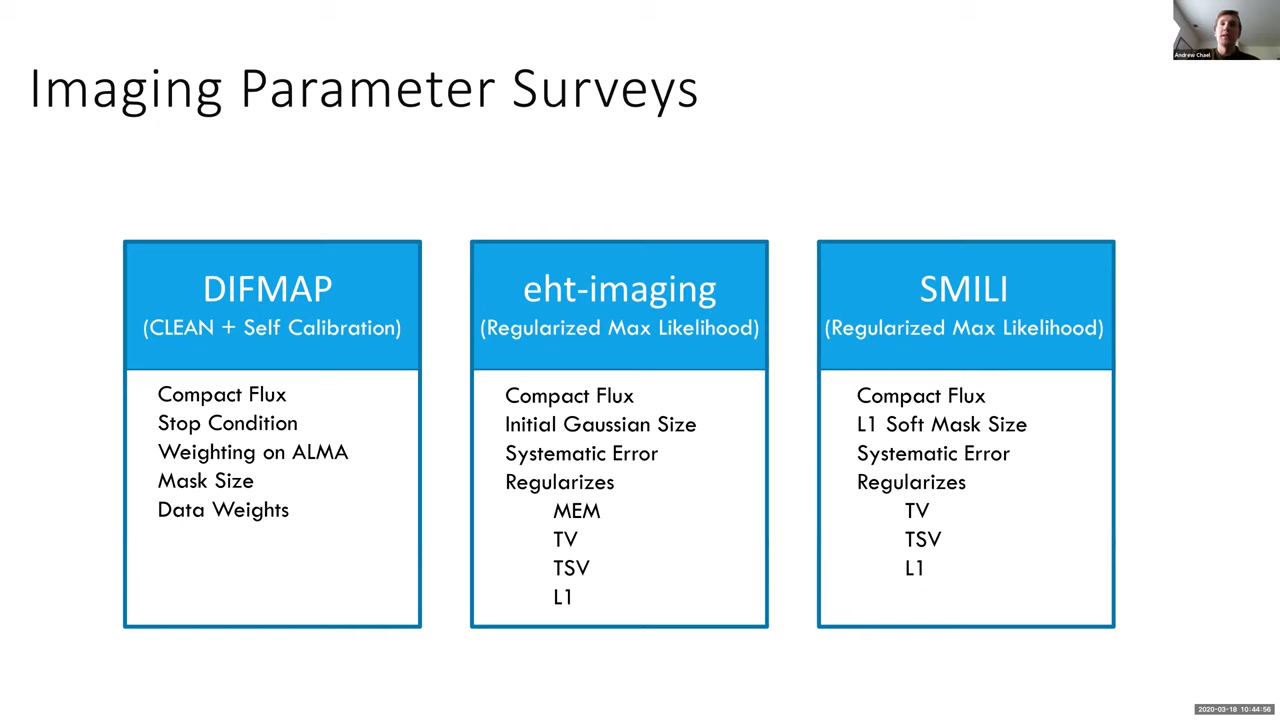 Andrew Chael
Imaging Parameter Surveys
DIFMAP
(CLEAN + Self Calibration)
Compact Flux
Stop Condition
Weighting on ALMA
Mask Size
Data Weights
eht-imaging
(Regularized Max Likelihood)
Compact Flux
Initial Gaussian Size
Systematic Error
Regularizes
MEM
TV
TSV
L1
SMILI
(Regularized Max Likelihood)
Compact Flux
L1 Soft Mask Size
Systematic Error
Regularizes
TV
TSV
L1
2020-03-18 10:44:56